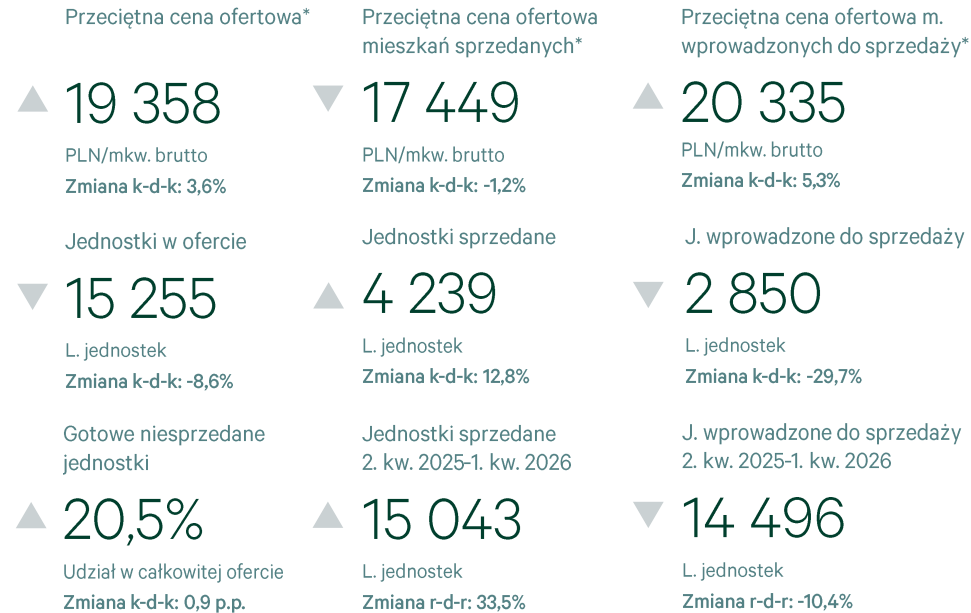 Przeciętna cena ofertowa*
19 358
PLN/mkw. brutto
Zmiana k-d-k: 3,6%
Przeciętna cena ofertowa
mieszkań sprzedanych*
17 449
PLN/mkw. brutto
Zmiana k-d-k: -1,2%
Przeciętna cena ofertowa m.
wprowadzonych do sprzedaży*
20 335
PLN/mkw. brutto
Zmiana k-d-k: 5,3%
Jednostki w ofercie
15 255
L. jednostek
Zmiana k-d-k: -8,6%
Jednostki sprzedane
4 239
L. jednostek
Zmiana k-d-k: 12,8%
J. wprowadzone do sprzedaży
2 850
L. jednostek
Zmiana k-d-k: -29,7%
Gotowe niesprzedane
jednostki
20,5%
Udział w całkowitej ofercie
Zmiana k-d-k: 0,9 p.p.
Jednostki sprzedane
2. kw. 2025-1. kw. 2026
15 043
L. jednostek
Zmiana r-d-r: 33,5%
J. wprowadzone do sprzedaży
2. kw. 2025-1. kw. 2026
14 496
L. jednostek
Zmiana r-d-r: -10,4%